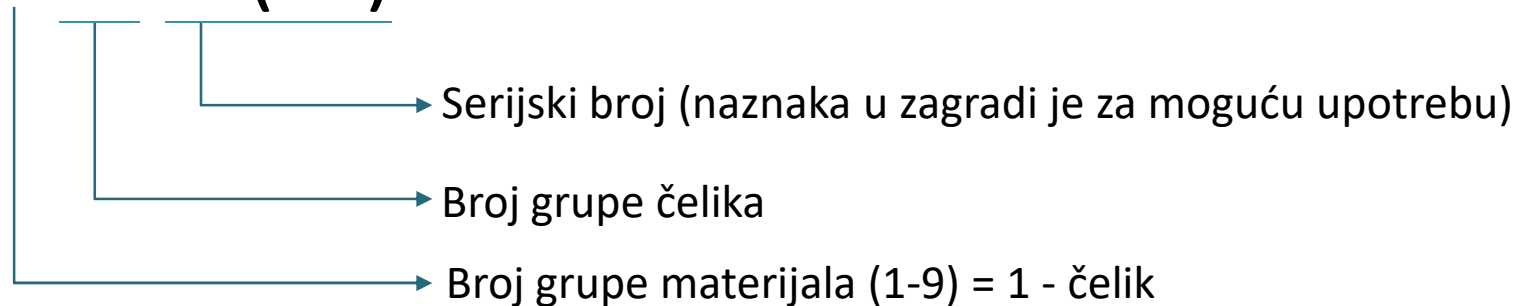 Serijski broj (naznaka u zagradi je za moguću upotrebu)
Broj grupe čelika
Broj grupe materijala (1-9) = 1 - čelik